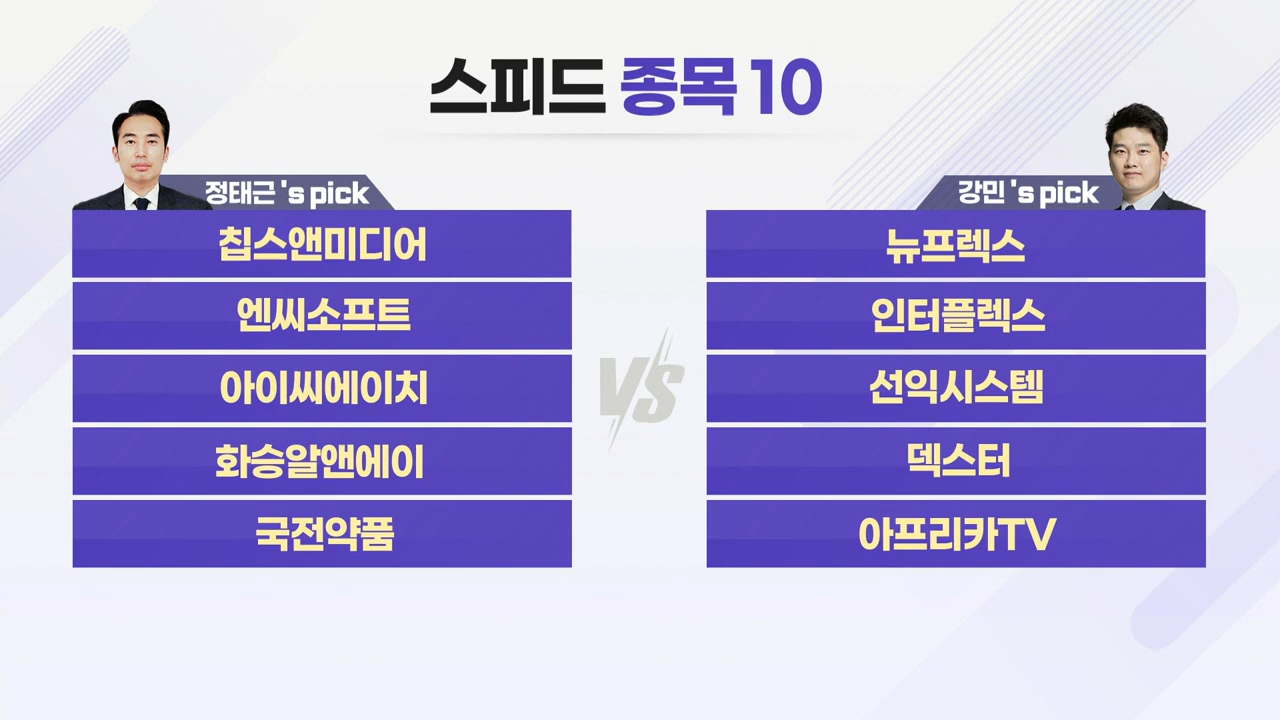 스피드 종목 10
정태근 's pick
칩스앤미디어
엔씨소프트
아이씨에이치
화승알앤에이
국전약품
VS
강민 's pick
뉴프렉스
인터플렉스
선익시스템
덱스터
아프리카TV